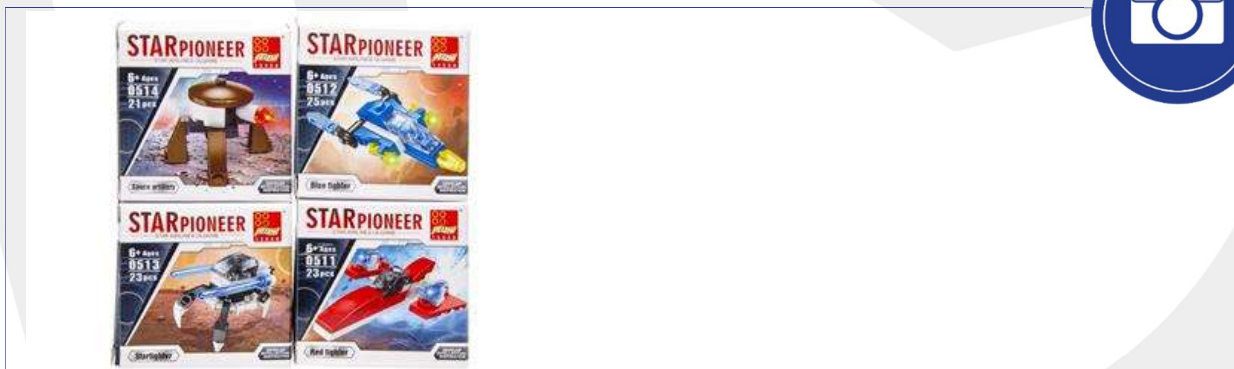 STARPIONEER
6+ Ages
0514
21pcs
Space artillery
STARPIONEER
6+ Ages
0512
25pcs
Blue fighter
STARPIONEER
6+ Ages
0513
23pcs
Starfighter
STARPIONEER
6+ Ages
0511
23pcs
Red fighter